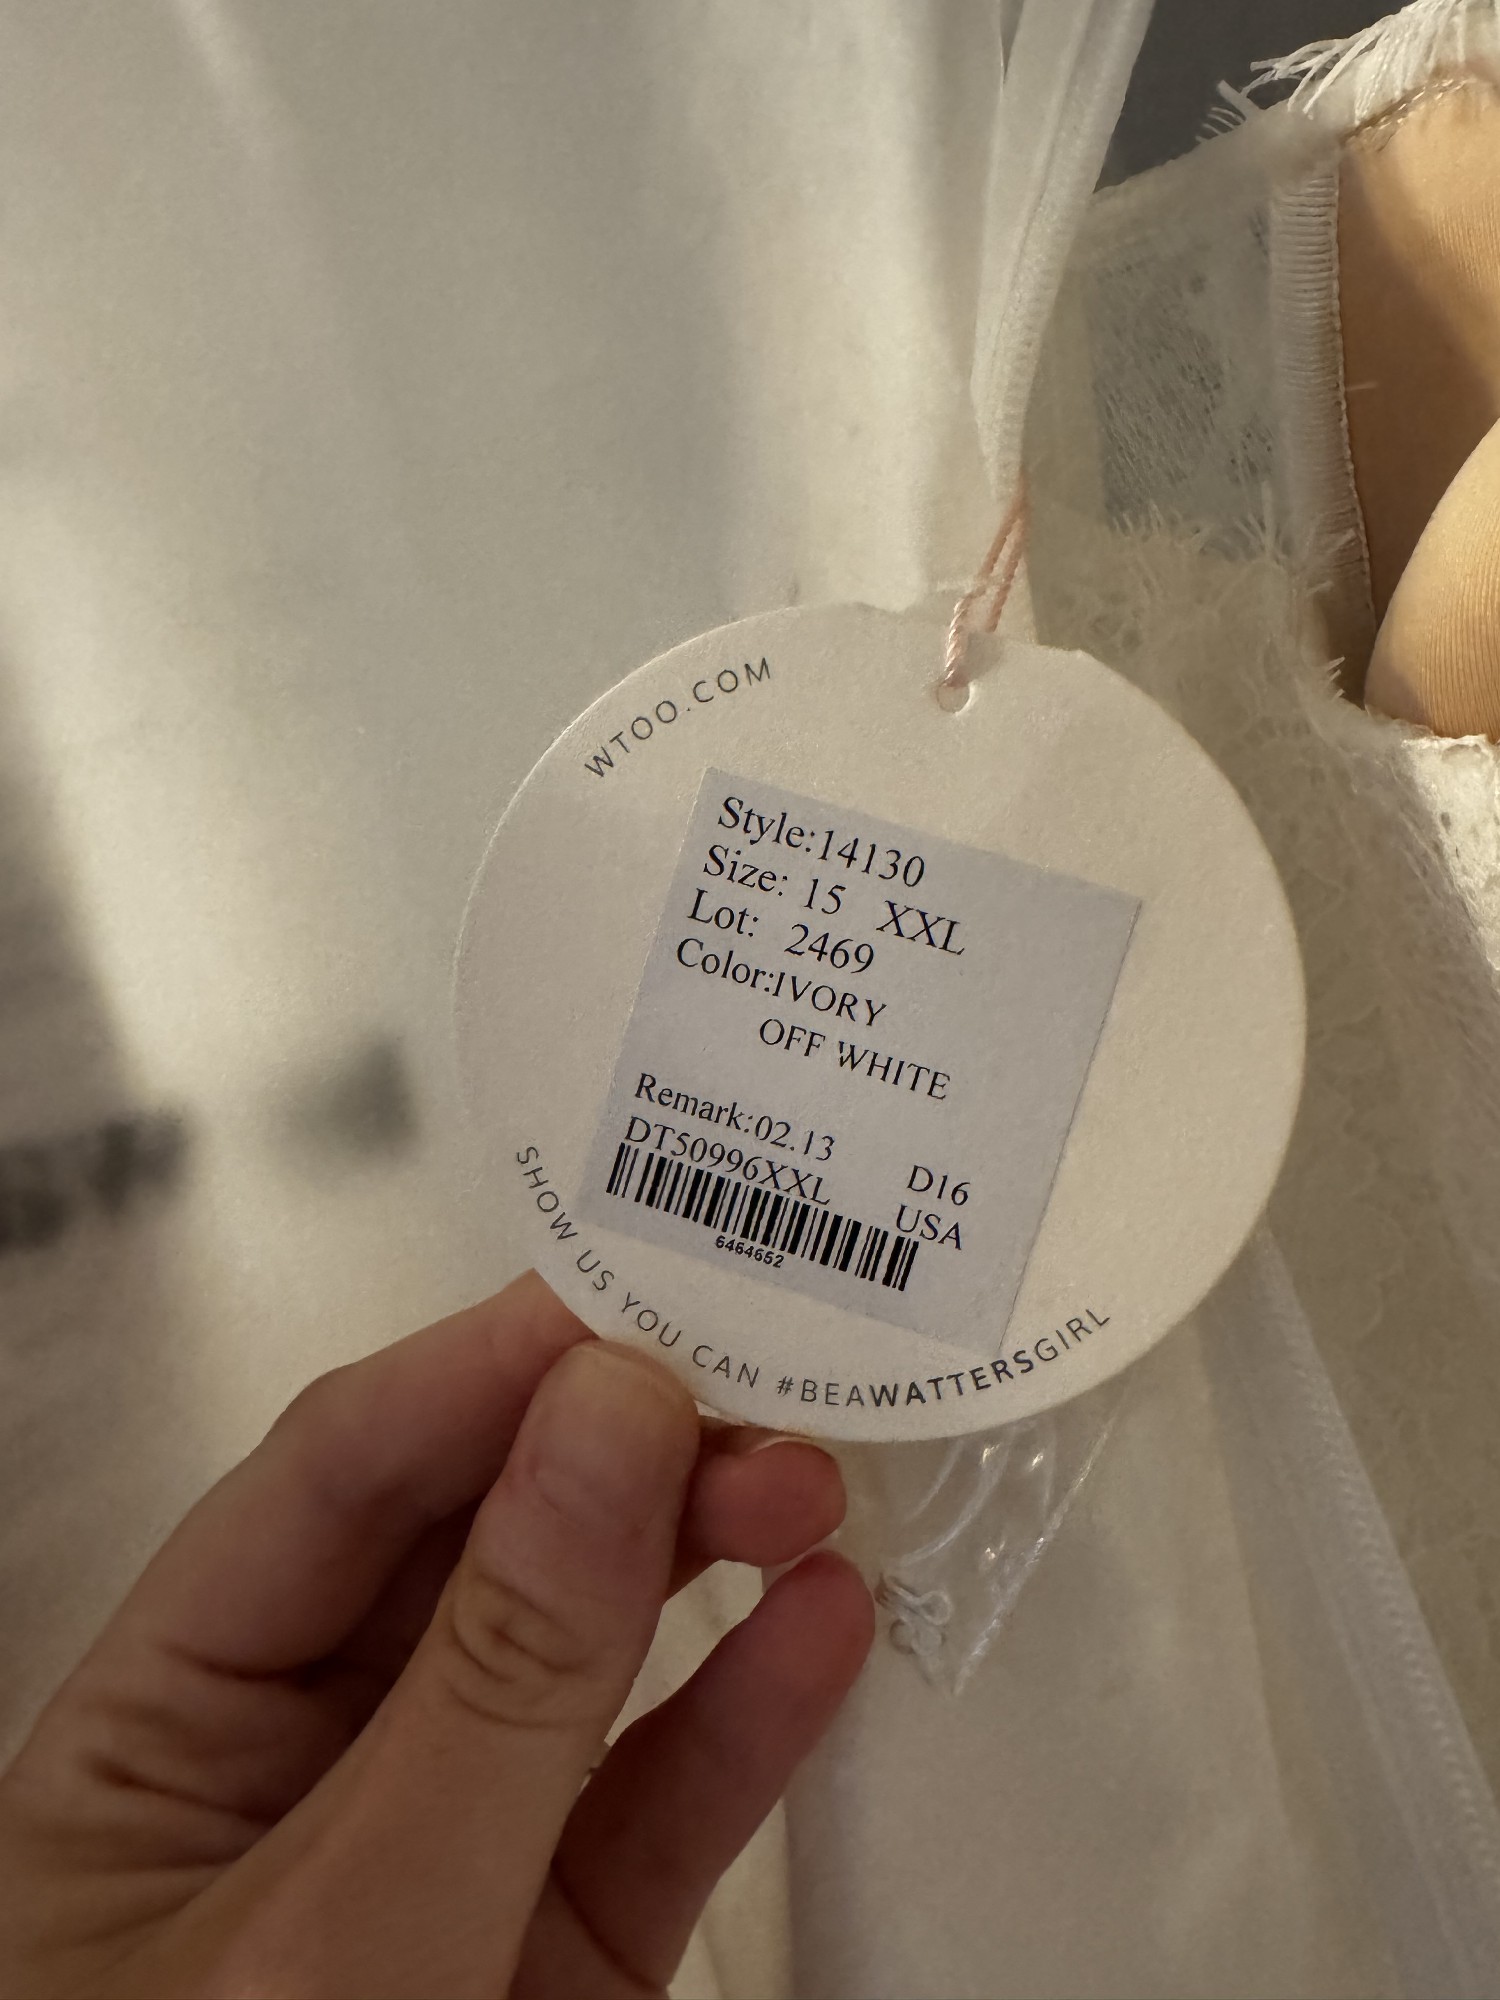 WTOO.COM
Style:14130
Size: 15 XXL
Lot: 2469
Color:IVORY
OFF WHITE
Remark:02.13
DT50996XXL D16
USA
6464652
SHOW US YOU CAN #BEAWATTERSGIRL